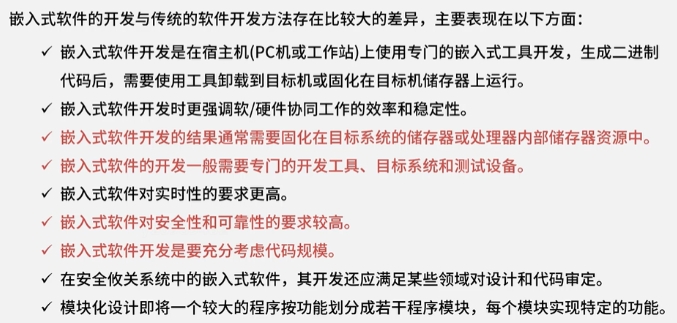 嵌入式软件的开发与传统的软件开发方法存在比较大的差异，主要表现在以下方面：
✓ 嵌入式软件开发是在宿主机(PC机或工作站)上使用专门的嵌入式工具开发，生成二进制
代码后，需要使用工具卸载到目标机或固化在目标机储存器上运行。
✓ 嵌入式软件开发时更强调软/硬件协同工作的效率和稳定性。
✓ 嵌入式软件开发的结果通常需要固化在目标系统的储存器或处理器内部储存器资源中。
✓ 嵌入式软件的开发一般需要专门的开发工具、目标系统和测试设备。
✓ 嵌入式软件对实时性的要求更高。
✓ 嵌入式软件对安全性和可靠性的要求较高。
✓ 嵌入式软件开发是要充分考虑代码规模。
✓ 在安全攸关系统中的嵌入式软件，其开发还应满足某些领域对设计和代码审定。
✓ 模块化设计即将一个较大的程序按功能划分成若干程序模块，每个模块实现特定的功能。